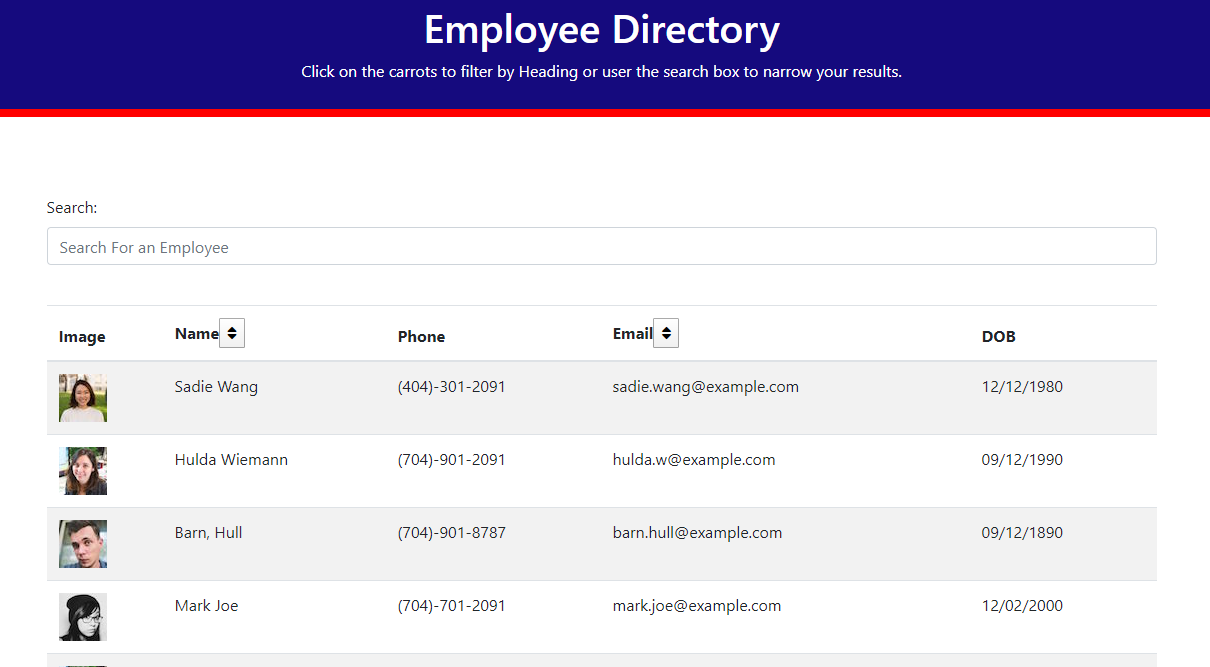 Employee Directory
Click on the carrots to filter by Heading or user the search box to narrow your results.
Search:
Search For an Employee
Image Name Phone Email DOB
Sadie Wang (404)-301-2091 sadie.wang@example.com 12/12/1980
Hulda Wiemann (704)-901-2091 hulda.w@example.com 09/12/1990
Barn, Hull (704)-901-8787 barn.hull@example.com 09/12/1890
Mark Joe (704)-701-2091 mark.joe@example.com 12/02/2000